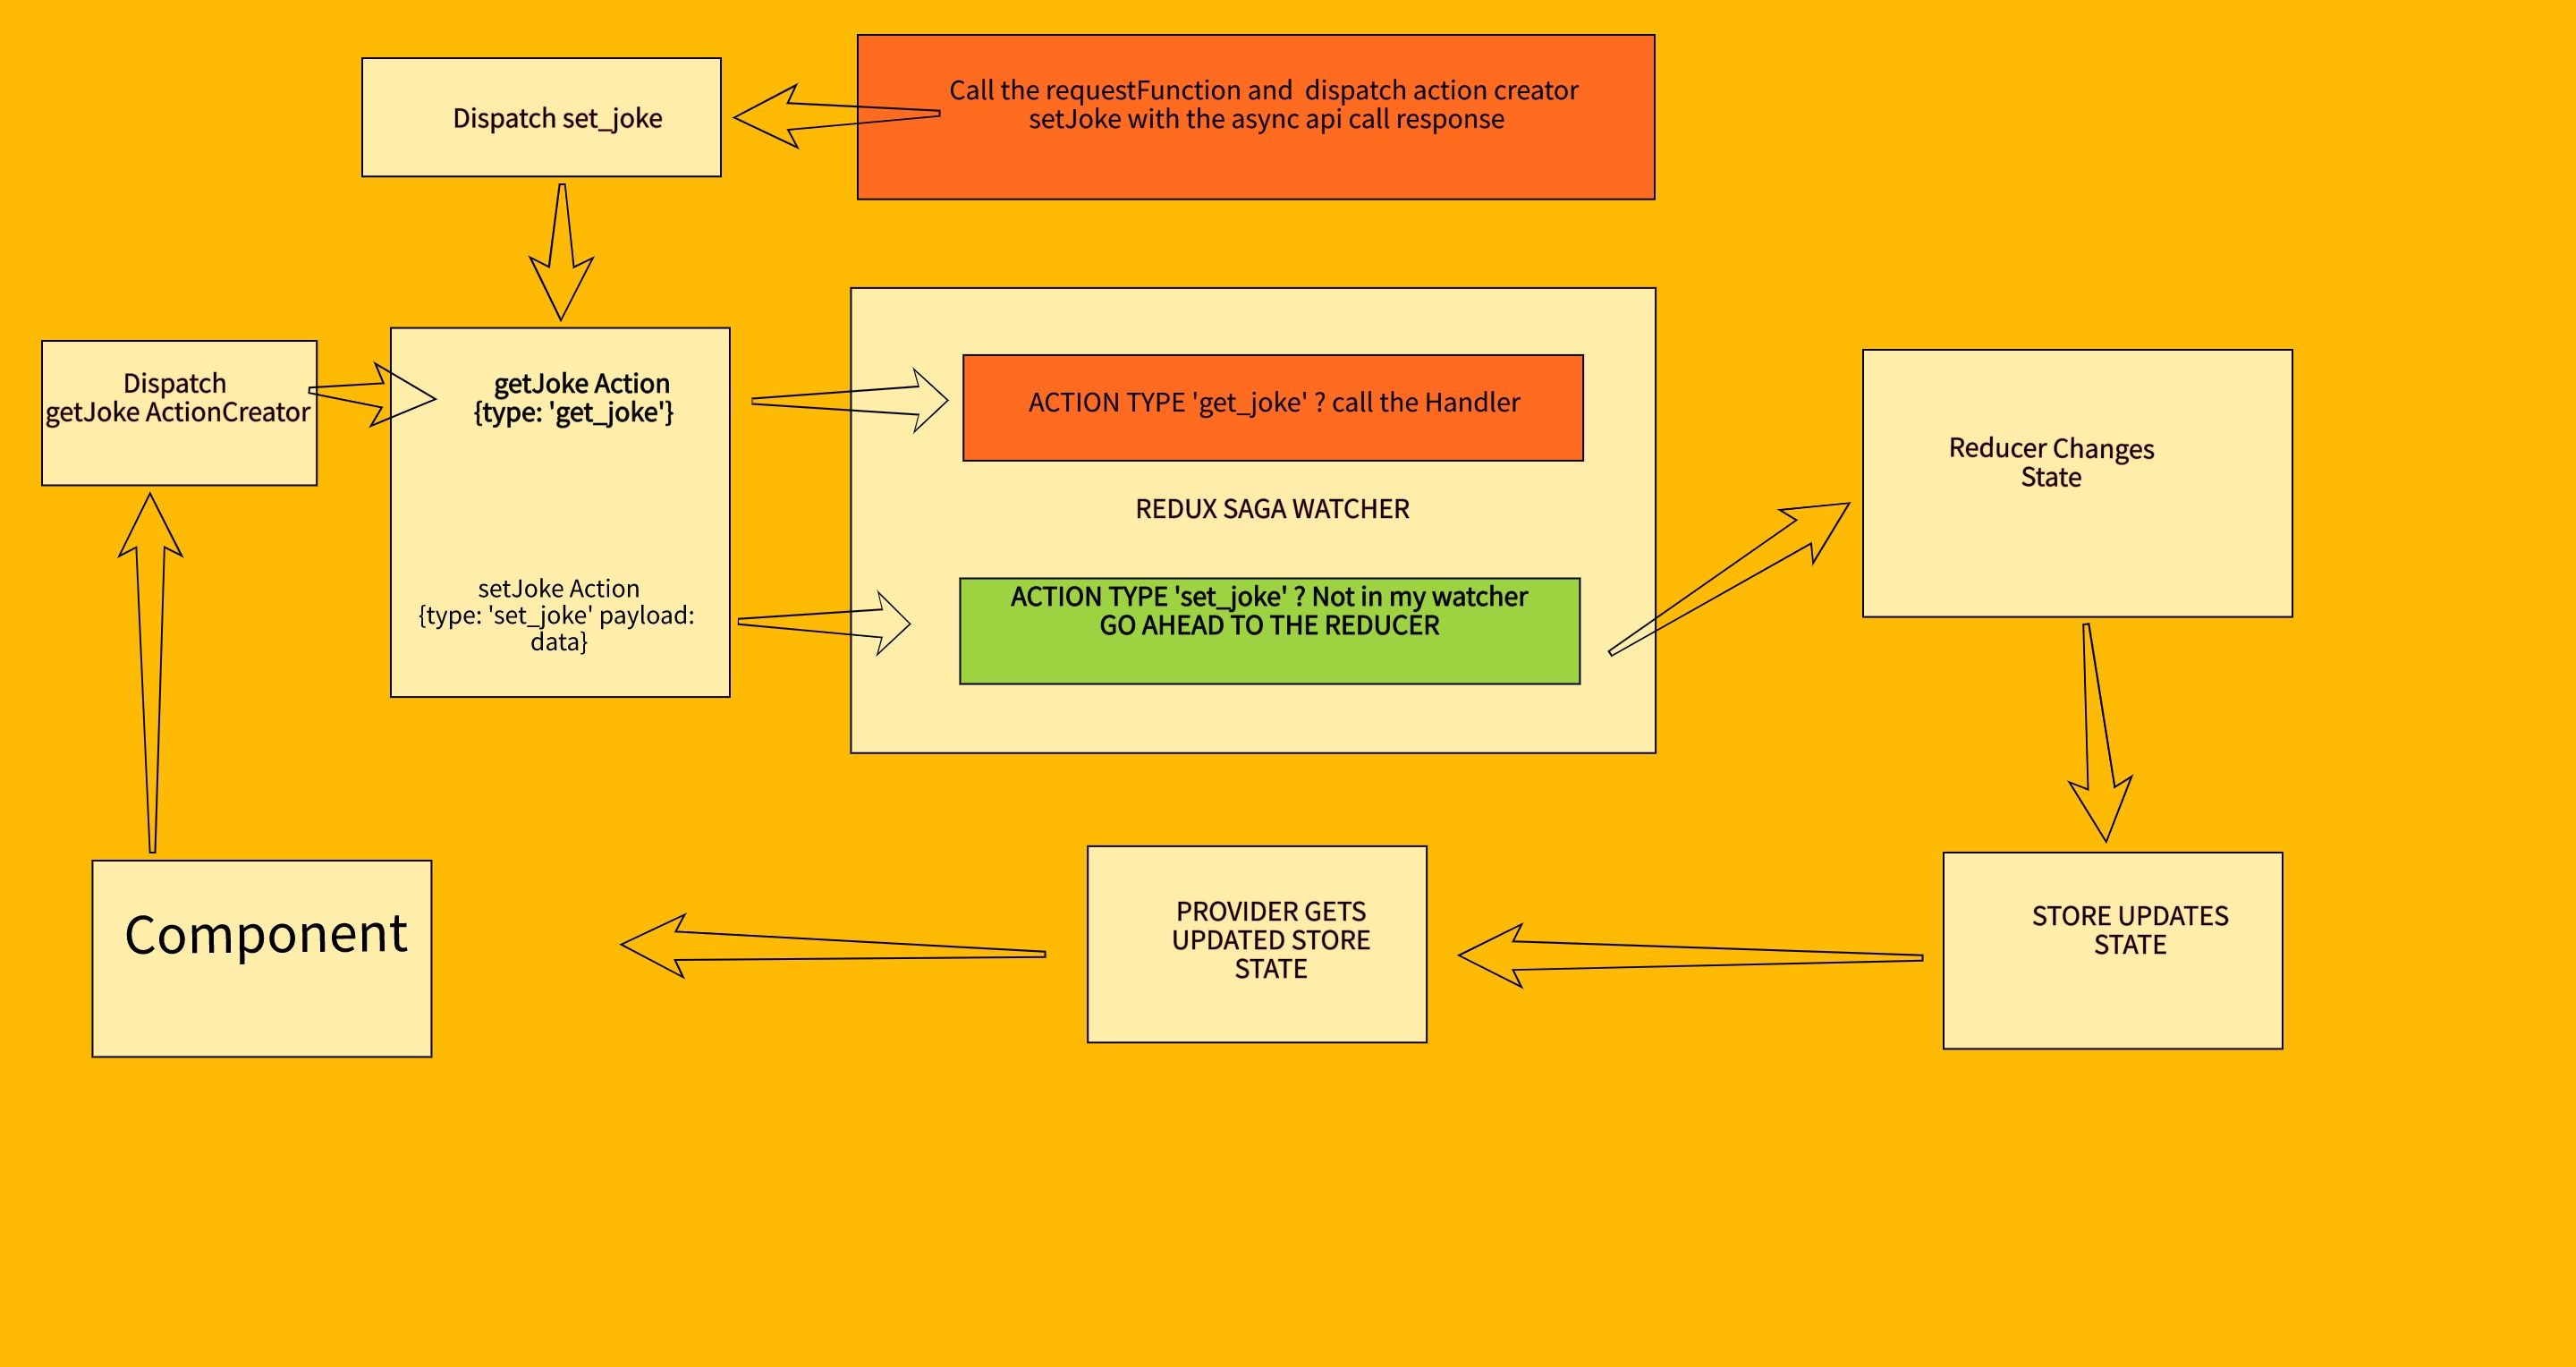 Call the requestFunction and  dispatch action creator
setJoke with the async api call response
Dispatch set_joke
Dispatch
getJoke ActionCreator
getJoke Action
{type: 'get_joke'}
setJoke Action
{type: 'set_joke' payload:
data}
ACTION TYPE 'get_joke' ? call the Handler
REDUX SAGA WATCHER
ACTION TYPE 'set_joke' ? Not in my watcher
GO AHEAD TO THE REDUCER
Reducer Changes
State
Component
PROVIDER GETS
UPDATED STORE
STATE
STORE UPDATES
STATE